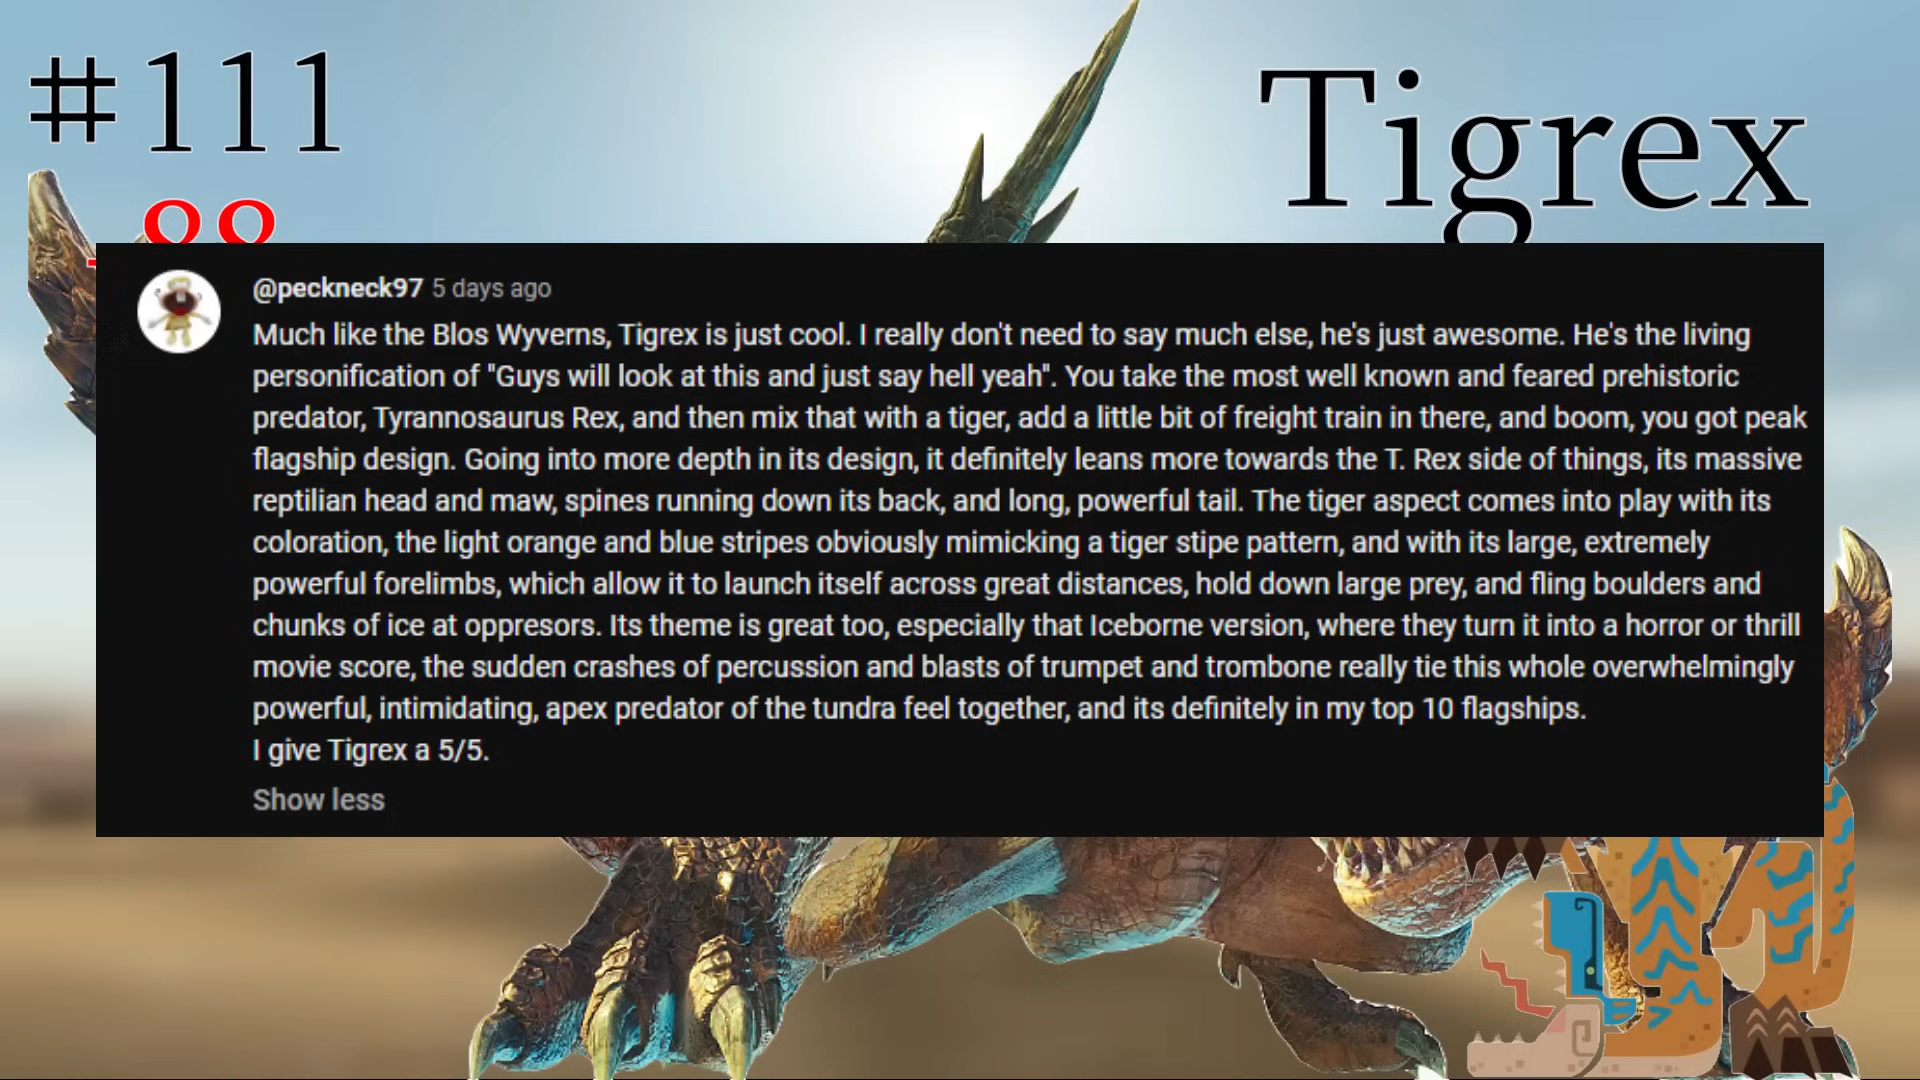 #111
Tigrex
88
@peckneck97 5 days ago
Much like the Blos Wyverns, Tigrex is just cool. I really don't need to say much else, he's just awesome. He's the living
personification of "Guys will look at this and just say hell yeah". You take the most well known and feared prehistoric
predator, Tyrannosaurus Rex, and then mix that with a tiger, add a little bit of freight train in there, and boom, you got peak
flagship design. Going into more depth in its design, it definitely leans more towards the T. Rex side of things, its massive
reptilian head and maw, spines running down its back, and long, powerful tail. The tiger aspect comes into play with its
coloration, the light orange and blue stripes obviously mimicking a tiger stipe pattern, and with its large, extremely
powerful forelimbs, which allow it to launch itself across great distances, hold down large prey, and fling boulders and
chunks of ice at oppresors. Its theme is great too, especially that Iceborne version, where they turn it into a horror or thrill
movie score, the sudden crashes of percussion and blasts of trumpet and trombone really tie this whole overwhelmingly
powerful, intimidating, apex predator of the tundra feel together, and its definitely in my top 10 flagships.
I give Tigrex a 5/5.
Show less